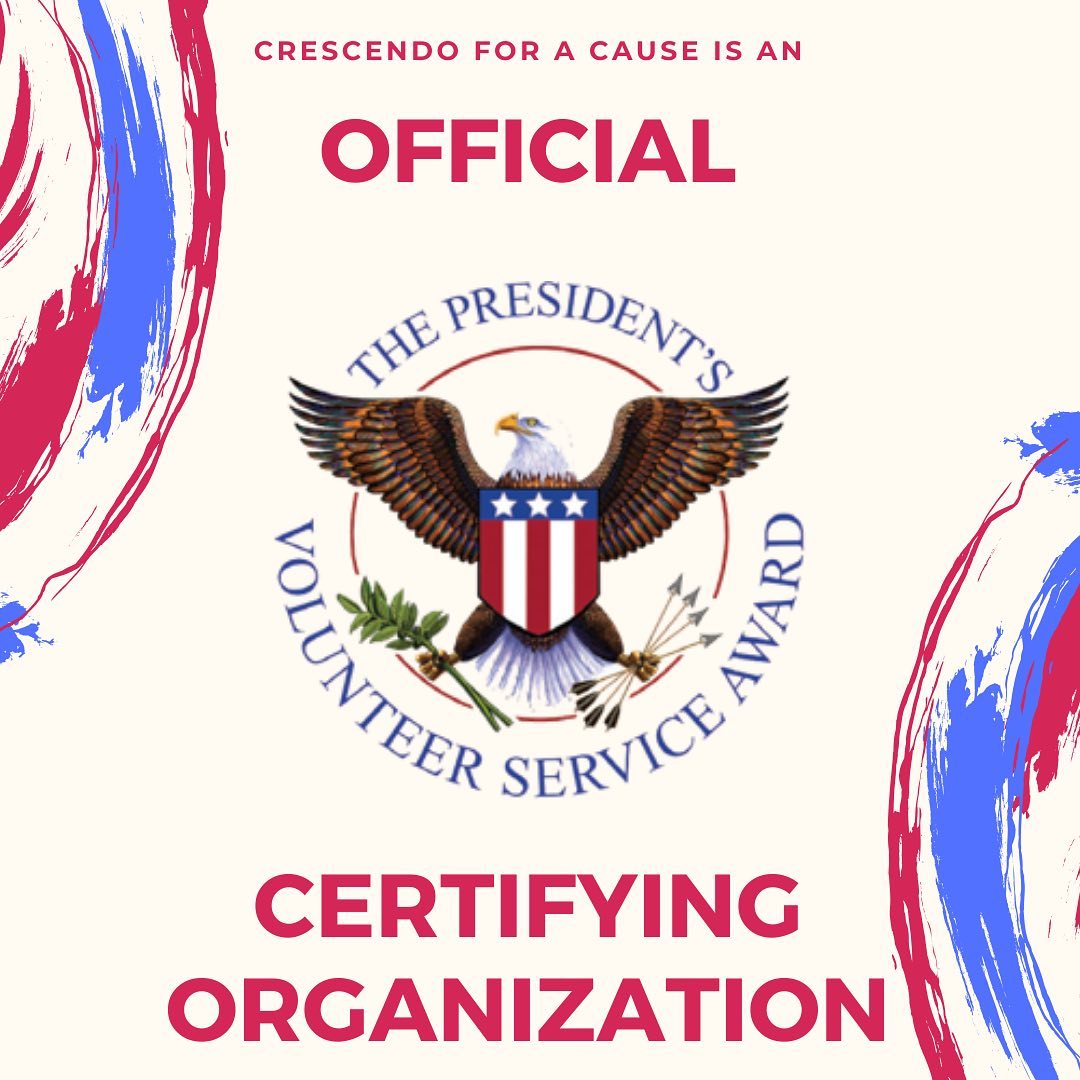 CRESCENDO FOR A CAUSE IS AN
OFFICIAL
THE PRESIDENT'S
VOLUNTEER SERVICE AWARD
CERTIFYING
ORGANIZATION